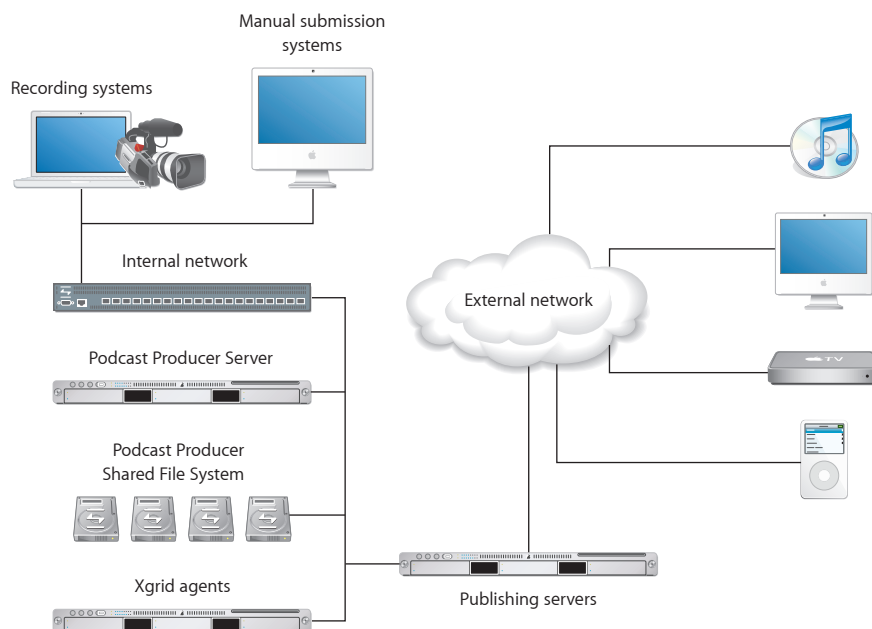 Manual submission
systems
Recording systems
Internal network
External network
Podcast Producer Server
TV
Podcast Producer
Shared File System
Xgrid agents
Publishing servers